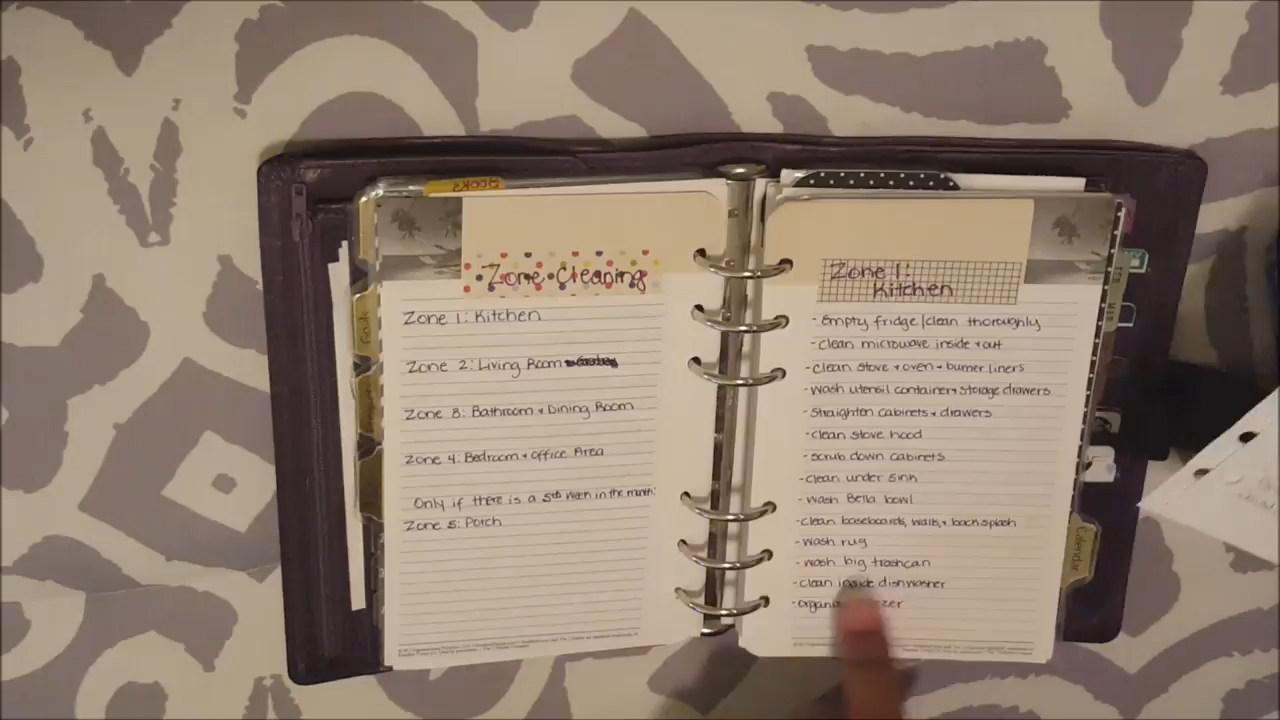 Books
Zone Cleaning
Zone 1: Kitchen
Zone 2: Living Room
Zone 3: Bathroom + Dining Room
Zone 4: Bedroom + Office Area
Only if there is a 5th week in the month:
Zone 5: Porch
Zone 1:
Kitchen
- Empty fridge/clean thoroughly
- clean microwave inside + out
- clean stove + oven + burner liners
- wash utensil container + storage drawers
- straighten cabinets + drawers
- clean stove hood
- scrub down cabinets
- clean under sink
- wash Bella bowl
- clean baseboards, walls, + backsplash
- wash rug
- wash big trashcan
- clean inside dishwasher
Calendar